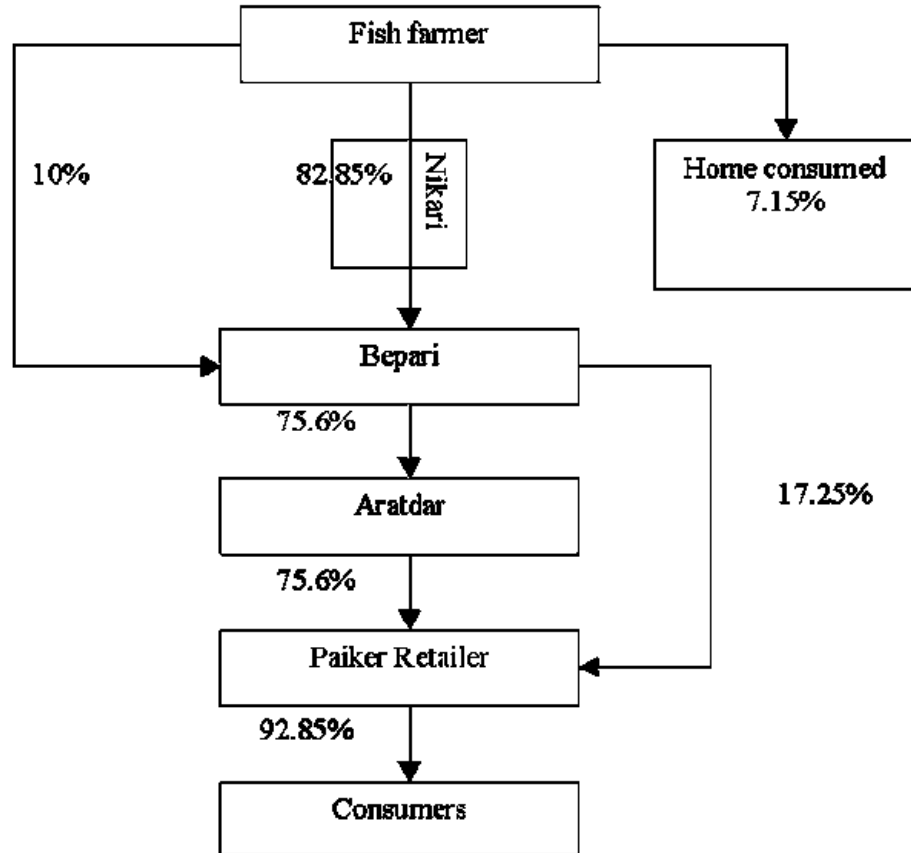 Fish farmer
10%
82.85%
Nikari
Home consumed
7.15%
Bepari
75.6%
17.25%
Aratdar
75.6%
Paiker Retailer
92.85%
Consumers